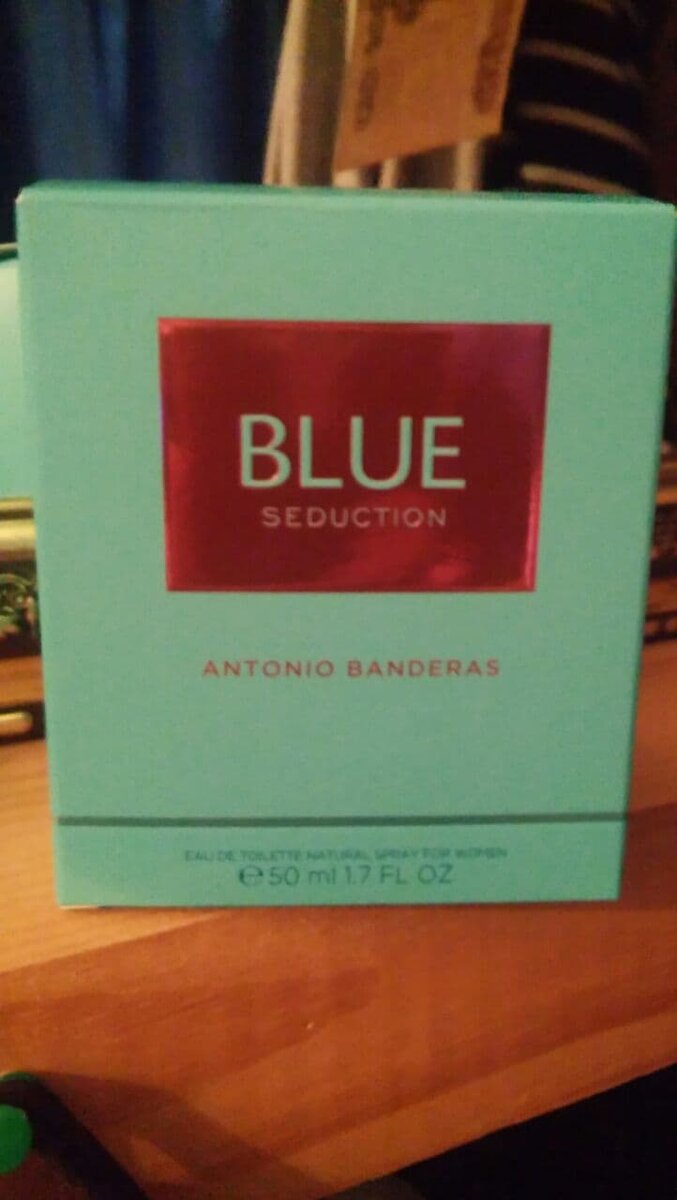 BLUE
SEDUCTION
ANTONIO BANDERAS
EAU DE TOILETTE NATURAL SPRAY FOR WOMEN
℮ 50 ml 1.7 FL OZ